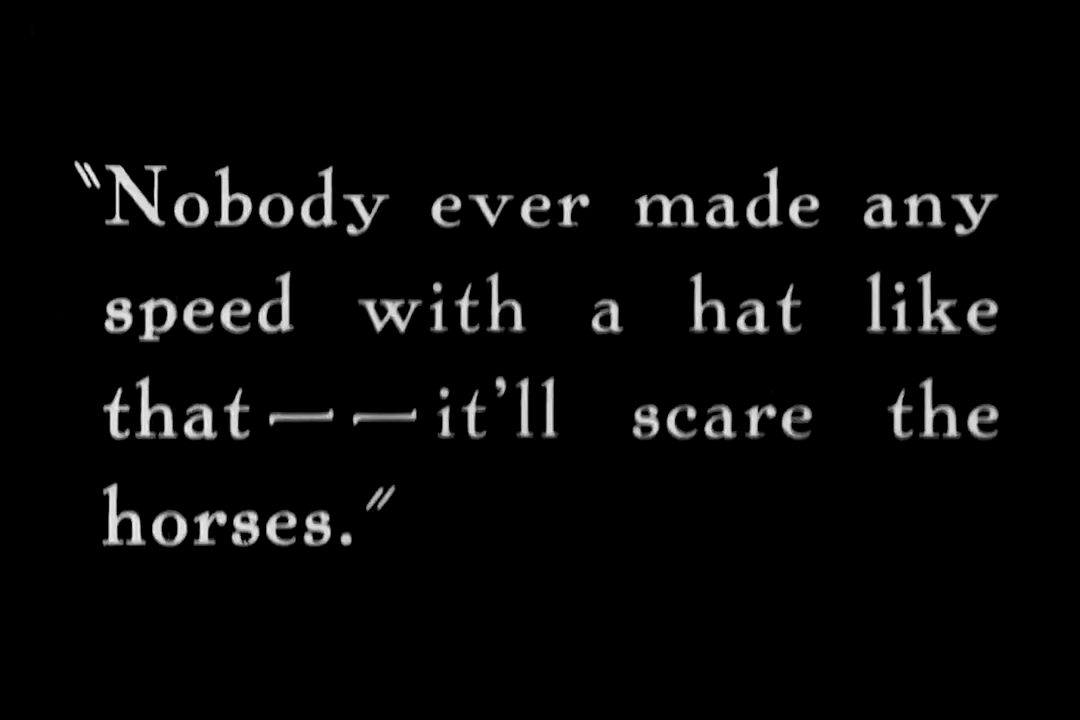 "Nobody ever made any
speed with a hat like
that — — it'll scare the
horses."